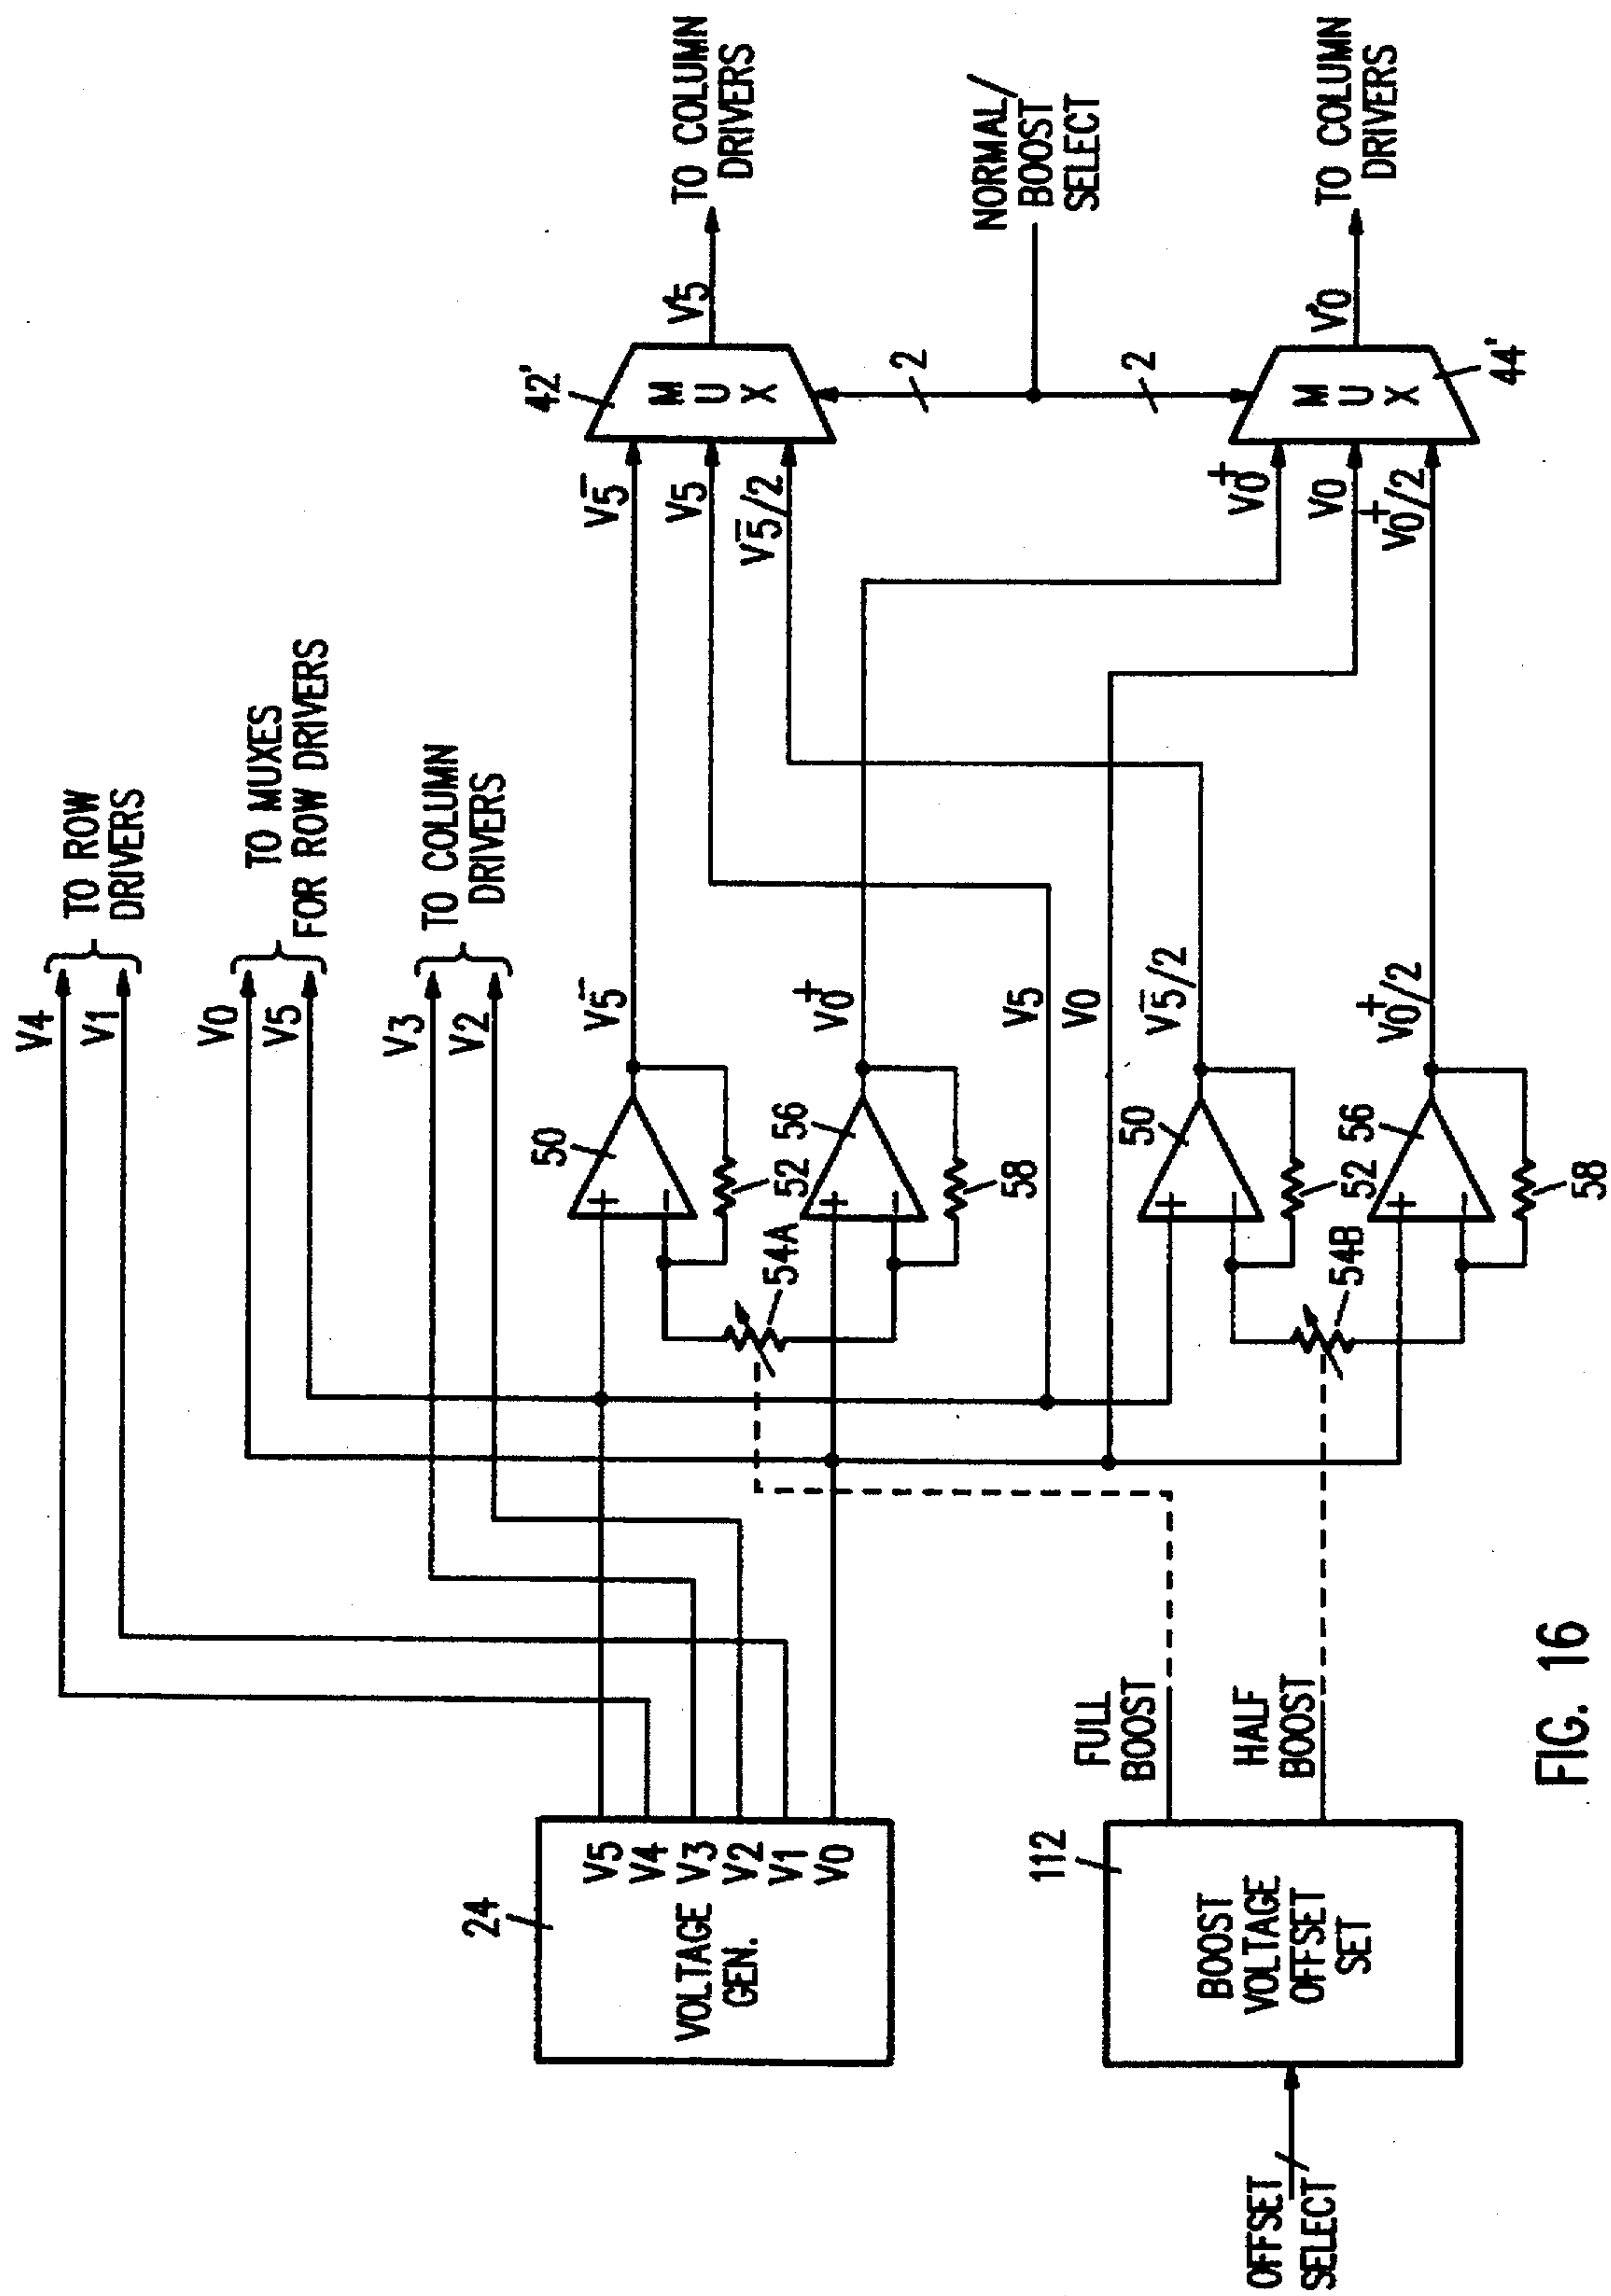 V4
V1
TO ROW
DRIVERS
V0
V5
TO MUXES
FOR ROW DRIVERS
V3
V2
TO COLUMN
DRIVERS
24
VOLTAGE
GEN.
V5
V4
V3
V2
V1
V0
50
+
−
52
V5⁻
54A
56
+
−
58
V0⁺
V5
V0
50
+
−
52
V5⁻/2
54B
56
+
−
58
V0⁺/2
V5⁻
V5
V5⁻/2
42'
MUX
V'5
TO COLUMN
DRIVERS
2
2
NORMAL/
BOOST
SELECT
V0⁺
V0
V0⁺/2
44'
MUX
V'0
TO COLUMN
DRIVERS
OFFSET
SELECT
112
BOOST
VOLTAGE
OFFSET
SET
FULL
BOOST
HALF
BOOST
FIG. 16